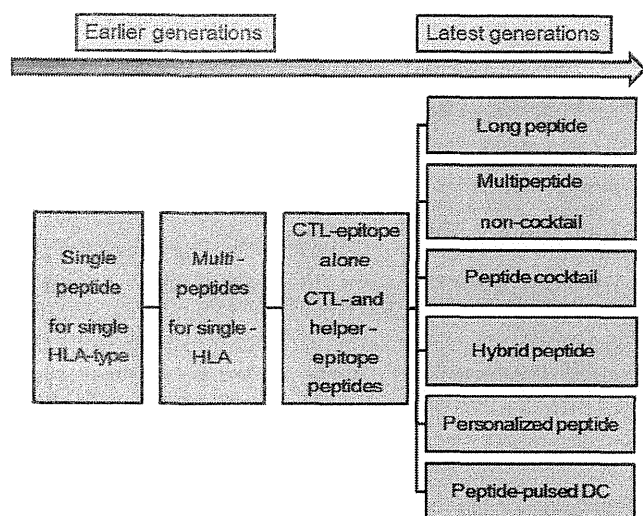 Earlier generations
Latest generations
Single
peptide
for single
HLA-type
Multi-
peptides
for single-
HLA
CTL-epitope
alone
CTL-and
helper-
epitope
peptides
Long peptide
Multipeptide
non-cocktail
Peptide cocktail
Hybrid peptide
Personalized peptide
Peptide-pulsed DC